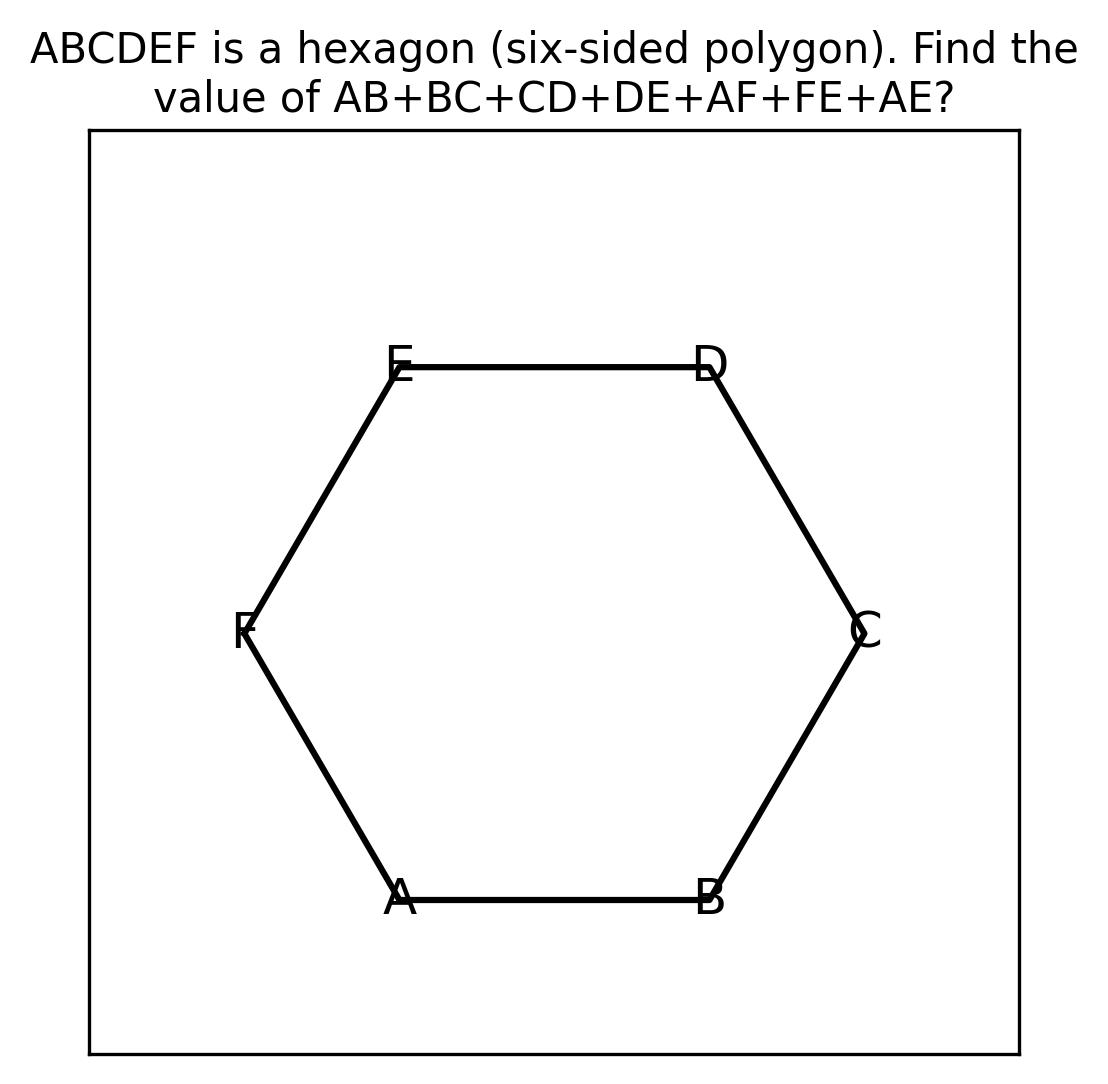 ABCDEF is a hexagon (six-sided polygon). Find the
value of AB+BC+CD+DE+AF+FE+AE?
E D
F C
A B